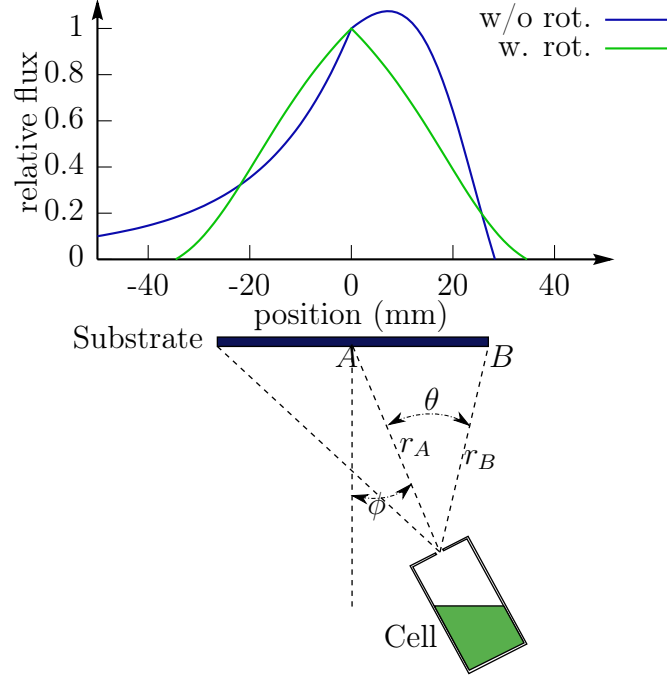 w/o rot.
w. rot.
relative flux
1
0.8
0.6
0.4
0.2
0
-40 -20 0 20 40
position (mm)
Substrate
A B
θ
r_A r_B
ϕ
Cell